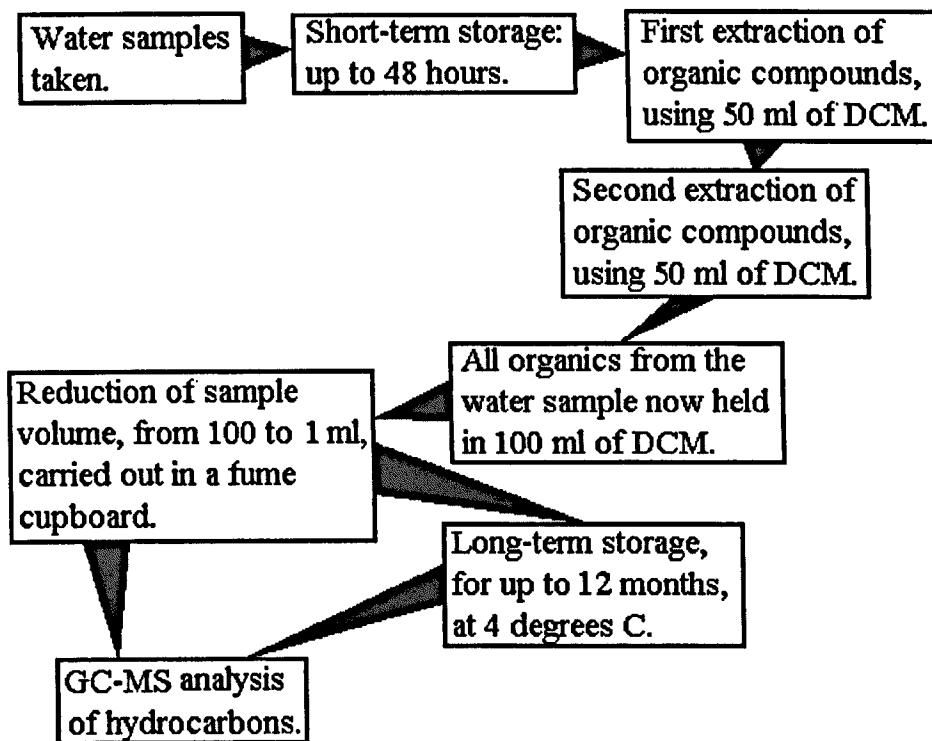 Water samples
taken.
Short-term storage:
up to 48 hours.
First extraction of
organic compounds,
using 50 ml of DCM.
Second extraction of
organic compounds,
using 50 ml of DCM.
All organics from the
water sample now held
in 100 ml of DCM.
Reduction of sample
volume, from 100 to 1 ml,
carried out in a fume
cupboard.
Long-term storage,
for up to 12 months,
at 4 degrees C.
GC-MS analysis
of hydrocarbons.